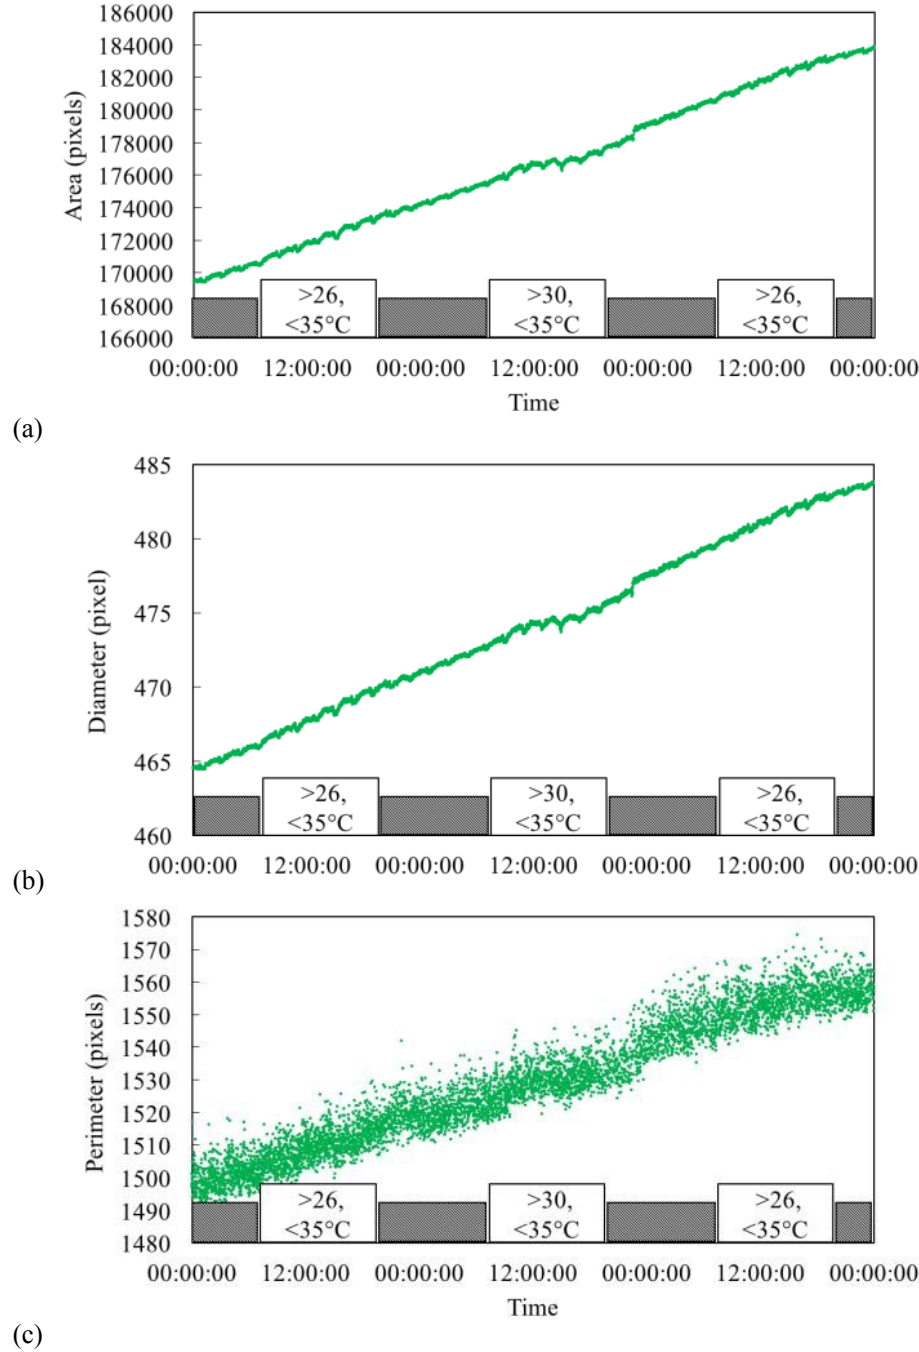 186000
184000
182000
180000
178000
176000
174000
172000
170000
168000
166000
Area (pixels)
>26,
<35°C
>30,
<35°C
>26,
<35°C
00:00:00 12:00:00 00:00:00 12:00:00 00:00:00 12:00:00 00:00:00
Time
(a)
485
480
475
470
465
460
Diameter (pixel)
>26,
<35°C
>30,
<35°C
>26,
<35°C
00:00:00 12:00:00 00:00:00 12:00:00 00:00:00 12:00:00 00:00:00
(b)
1580
1570
1560
1550
1540
1530
1520
1510
1500
1490
1480
Perimeter (pixels)
>26,
<35°C
>30,
<35°C
>26,
<35°C
00:00:00 12:00:00 00:00:00 12:00:00 00:00:00 12:00:00 00:00:00
Time
(c)